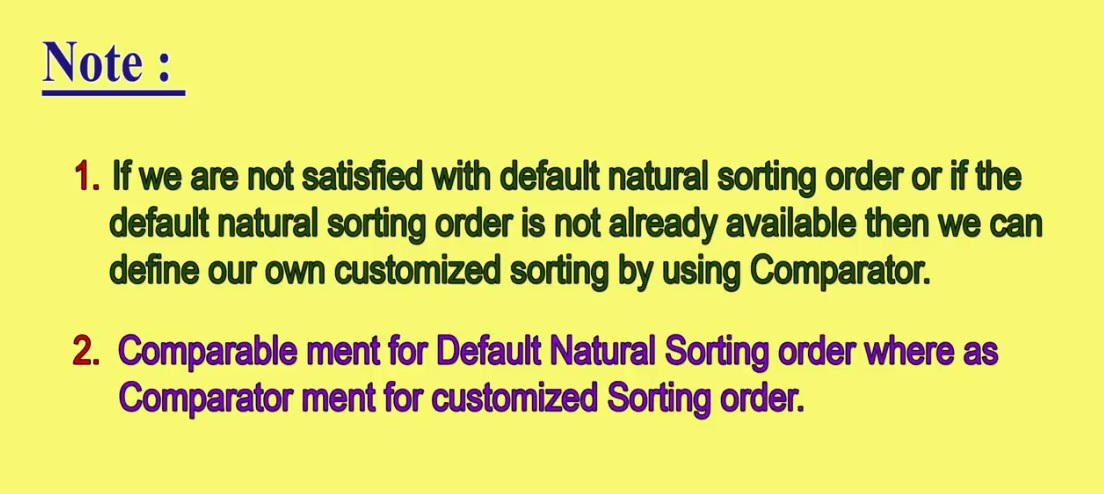 Note :
1. If we are not satisfied with default natural sorting order or if the
default natural sorting order is not already available then we can
define our own customized sorting by using Comparator.
2. Comparable ment for Default Natural Sorting order where as
Comparator ment for customized Sorting order.